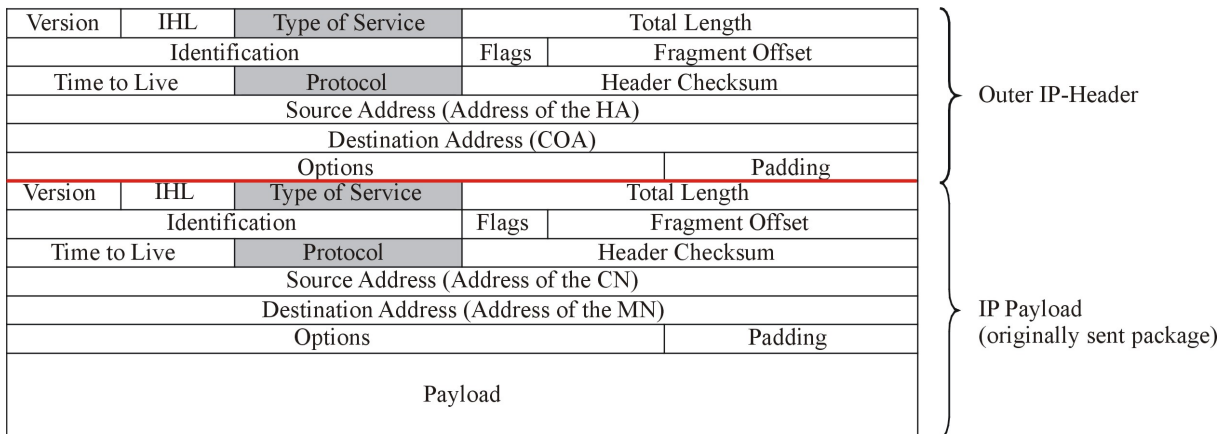 Version IHL Type of Service Total Length
Identification Flags Fragment Offset
Time to Live Protocol Header Checksum
Source Address (Address of the HA)
Destination Address (COA)
Options Padding
Outer IP-Header
Version IHL Type of Service Total Length
Identification Flags Fragment Offset
Time to Live Protocol Header Checksum
Source Address (Address of the CN)
Destination Address (Address of the MN)
Options Padding
Payload
IP Payload
(originally sent package)